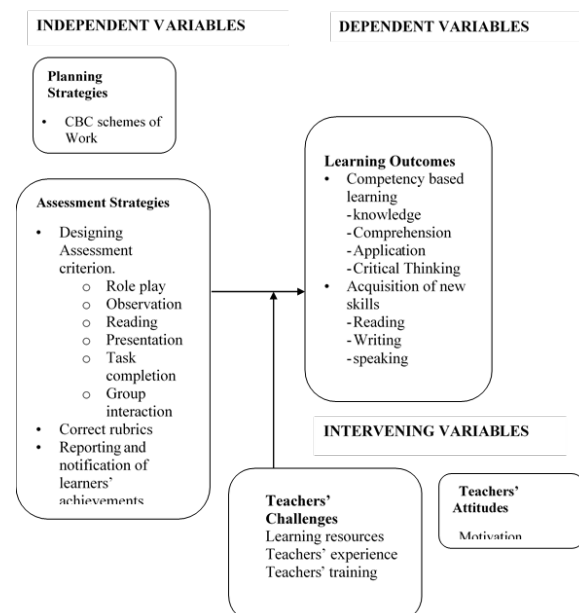 INDEPENDENT VARIABLES
DEPENDENT VARIABLES
Planning
Strategies
• CBC schemes of
Work
Assessment Strategies
• Designing
Assessment
criterion.
o Role play
o Observation
o Reading
o Presentation
o Task
completion
o Group
interaction
• Correct rubrics
• Reporting and
notification of
learners'
achievements
Learning Outcomes
• Competency based
learning
-knowledge
-Comprehension
-Application
-Critical Thinking
• Acquisition of new
skills
-Reading
-Writing
-speaking
INTERVENING VARIABLES
Teachers'
Challenges
Learning resources
Teachers' experience
Teachers' training
Teachers'
Attitudes
Motivation